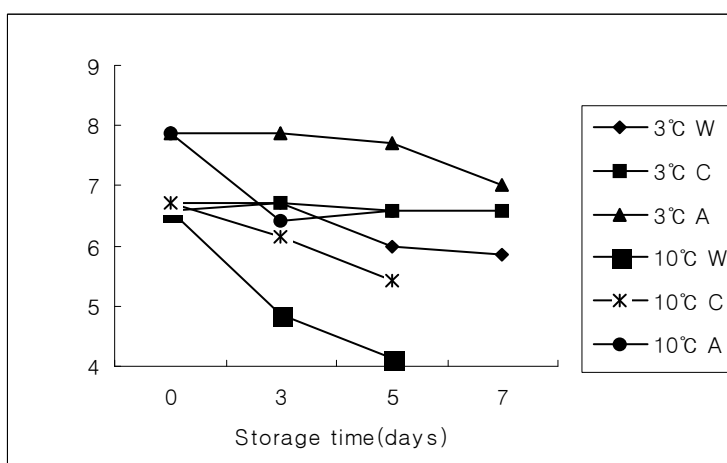 9
8
7
6
5
4
0 3 5 7
Storage time(days)
3℃ W
3℃ C
3℃ A
10℃ W
10℃ C
10℃ A